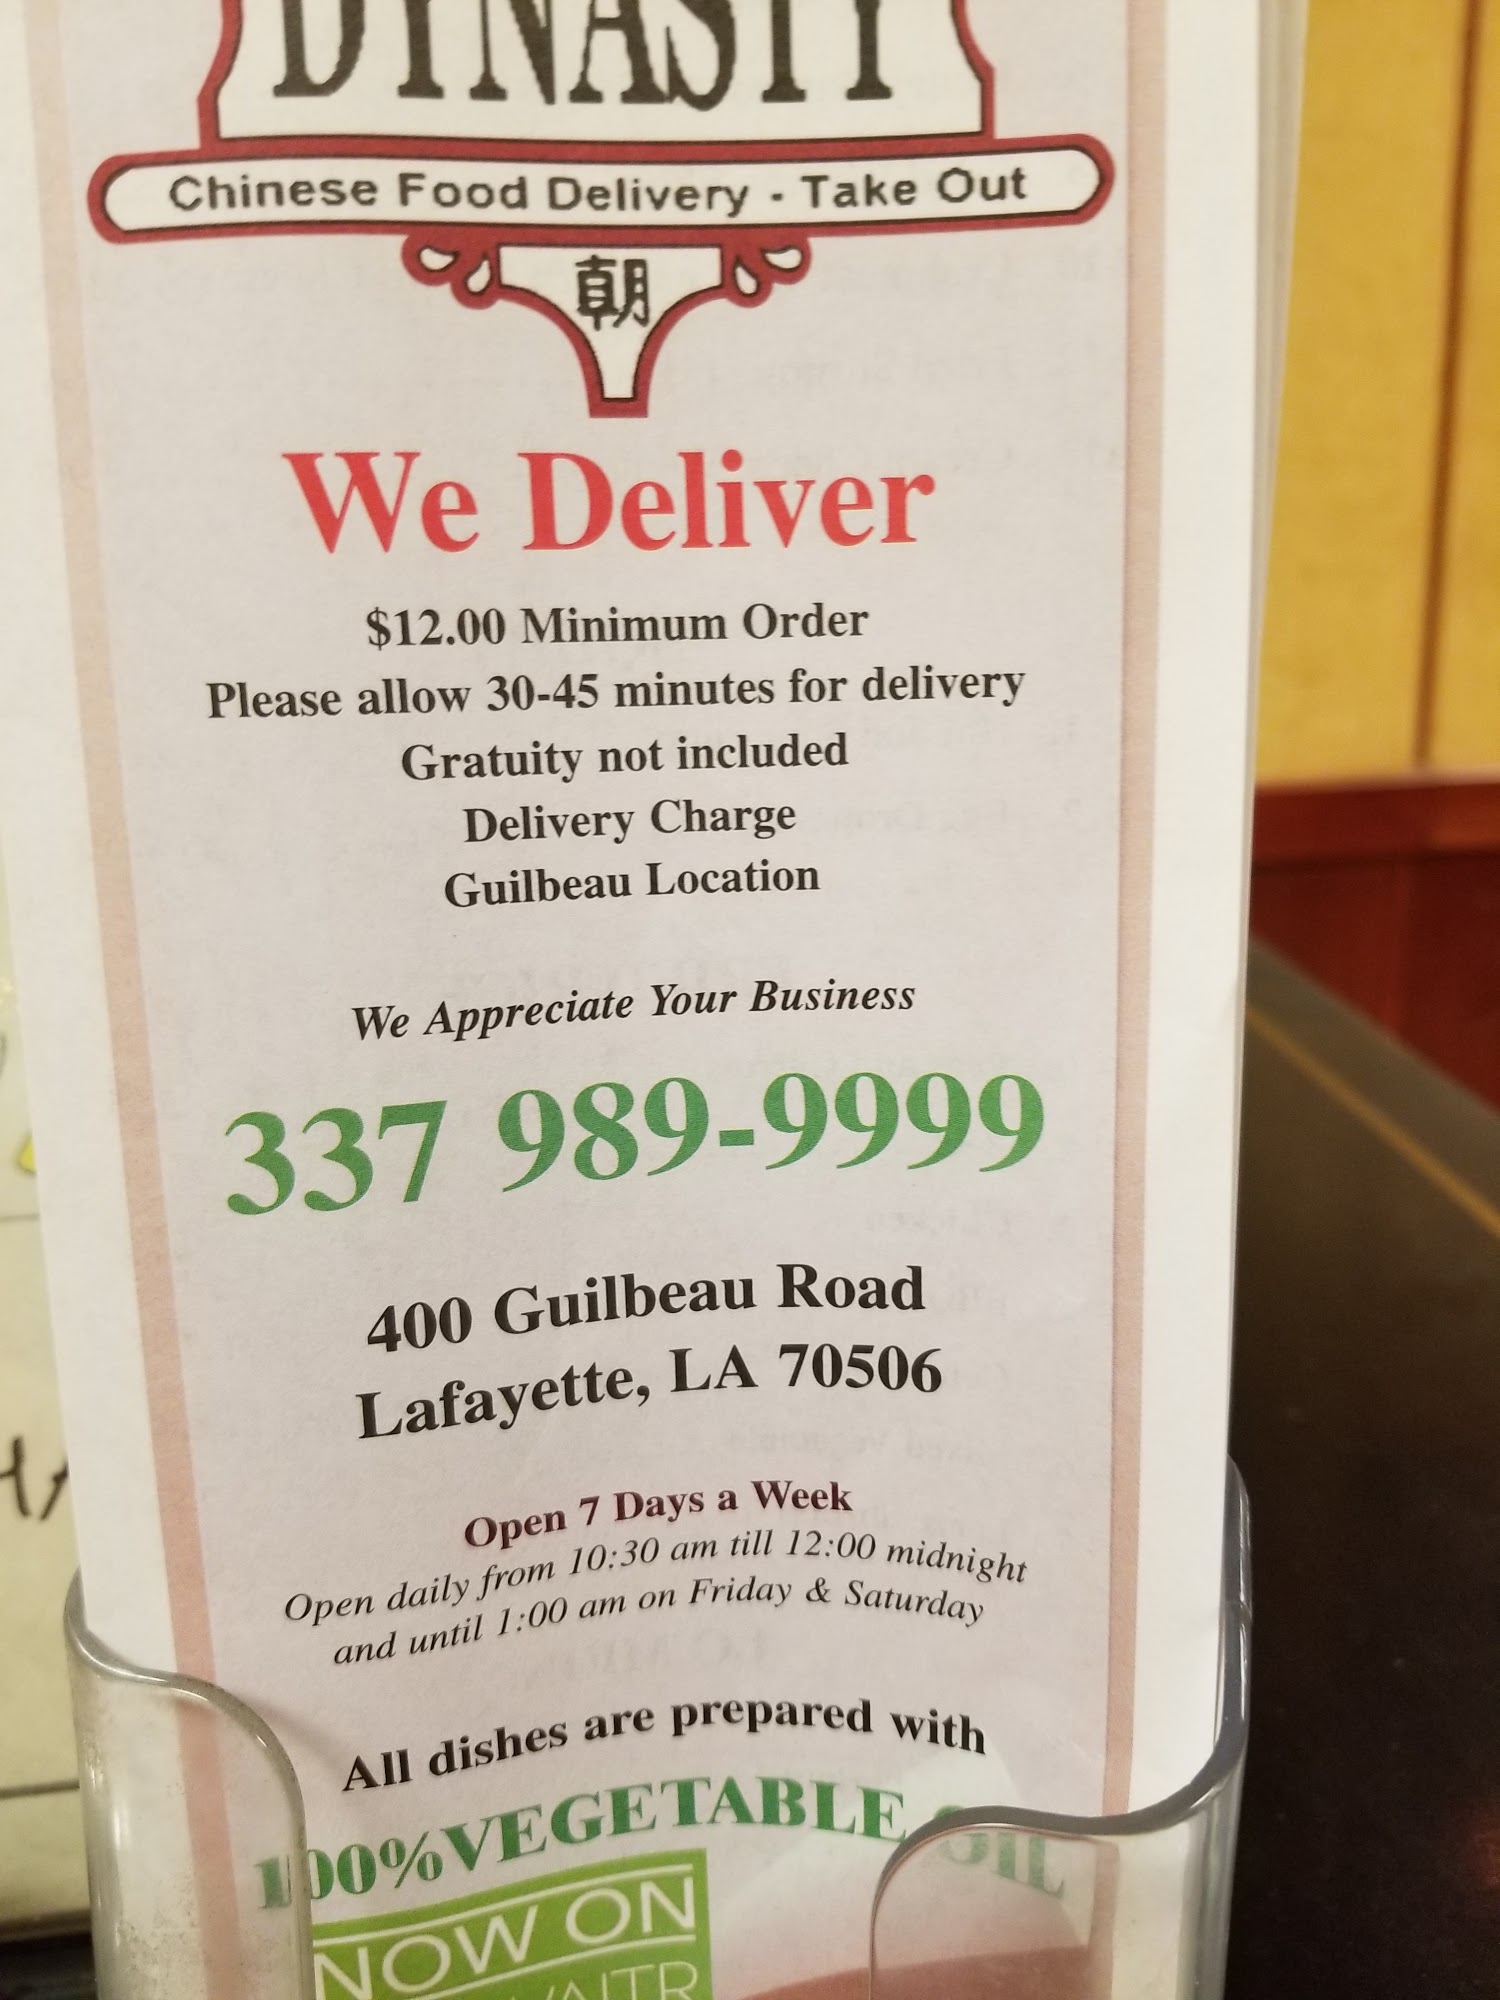 DYNASTY
Chinese Food Delivery - Take Out
朝
We Deliver
$12.00 Minimum Order
Please allow 30-45 minutes for delivery
Gratuity not included
Delivery Charge
Guilbeau Location
We Appreciate Your Business
337 989-9999
400 Guilbeau Road
Lafayette, LA 70506
Open 7 Days a Week
Open daily from 10:30 am till 12:00 midnight
and until 1:00 am on Friday & Saturday
All dishes are prepared with
100%VEGETABLE OIL
NOW ON